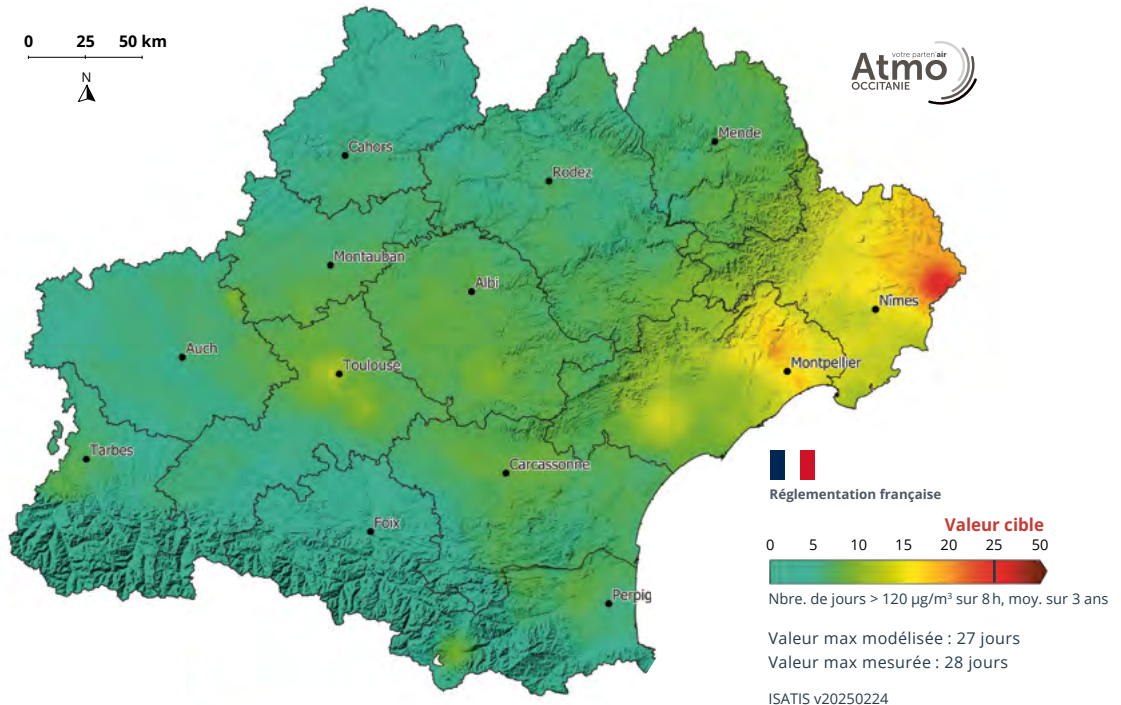 0 25 50 km
N
votre parten'air
Atmo
OCCITANIE
Cahors
Mende
Rodez
Montauban
Albi
Nîmes
Auch
Toulouse
Montpellier
Tarbes
Carcassonne
Foix
Perpig
Réglementation française
Valeur cible
0 5 10 15 20 25 50
Nbre. de jours > 120 µg/m³ sur 8h, moy. sur 3 ans
Valeur max modélisée : 27 jours
Valeur max mesurée : 28 jours
ISATIS v20250224